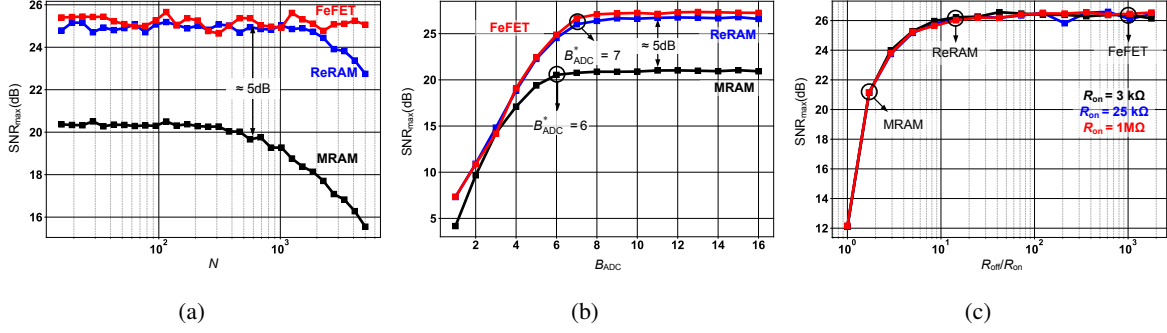 28
26
24
22
20
18
16
SNRmax(dB)
FeFET
ReRAM
≈ 5dB
MRAM
10² 10³
N
(a)
25
20
15
10
5
SNRmax(dB)
FeFET
ReRAM
B*ADC = 7
≈ 5dB
MRAM
B*ADC = 6
2 4 6 8 10 12 14 16
BADC
(b)
26
24
22
20
18
16
14
12
SNRmax(dB)
ReRAM
FeFET
MRAM
Ron = 3 kΩ
Ron = 25 kΩ
Ron = 1MΩ
10⁰ 10¹ 10² 10³
Roff/Ron
(c)